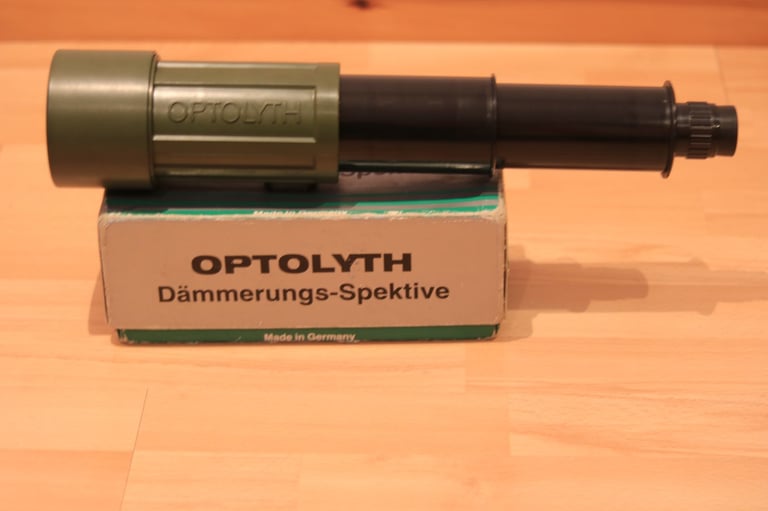 OPTOLYTH
Made in Germany
OPTOLYTH
Dämmerungs-Spektive
Made in Germany